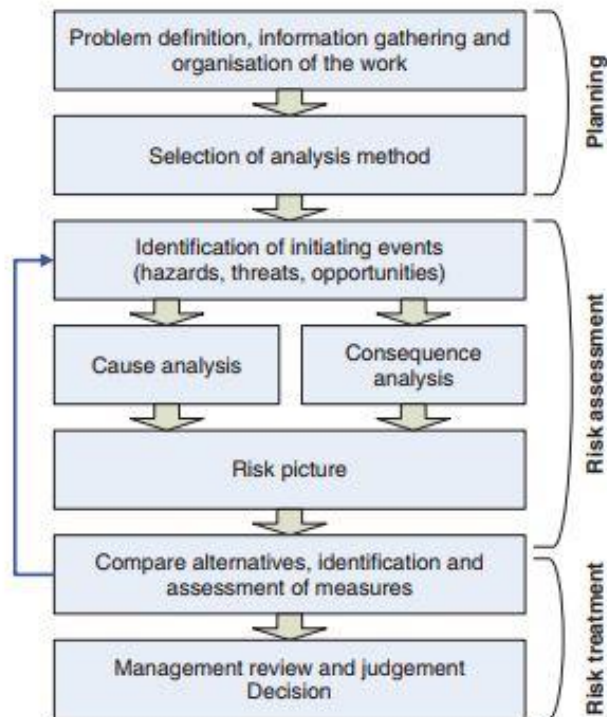 Problem definition, information gathering and
organisation of the work
Planning
Selection of analysis method
Identification of initiating events
(hazards, threats, opportunities)
Cause analysis
Consequence
analysis
Risk assessment
Risk picture
Compare alternatives, identification and
assessment of measures
Risk treatment
Management review and judgement
Decision